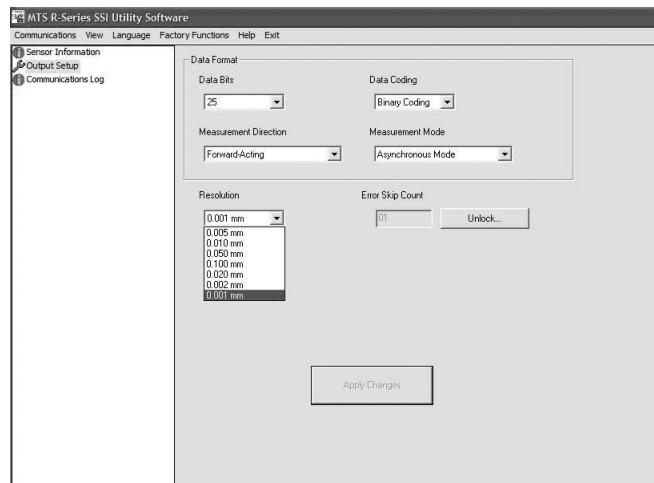 MTS R-Series SSI Utility Software
Communications View Language Factory Functions Help Exit
Sensor Information
Output Setup
Communications Log
Data Format
Data Bits
Data Coding
25
Binary Coding
Measurement Direction
Measurement Mode
Forward-Acting
Asynchronous Mode
Resolution
Error Skip Count
0.001 mm
01
Unlock...
0.005 mm
0.010 mm
0.050 mm
0.100 mm
0.020 mm
0.002 mm
0.001 mm
Apply Changes